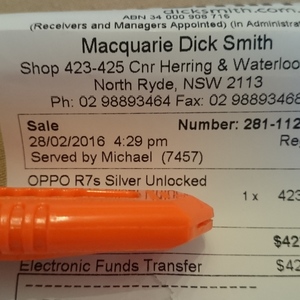 dicksmith.com
ABN 34 000 908 716
(Receivers and Managers Appointed) (in Administrat
Macquarie Dick Smith
Shop 423-425 Cnr Herring & Waterloo
North Ryde, NSW 2113
Ph: 02 98893464 Fax: 02 9889346
Sale Number: 281-112
28/02/2016 4:29 pm Re
Served by Michael (7457)
OPPO R7s Silver Unlocked
1 x 423
$42
Electronic Funds Transfer $42